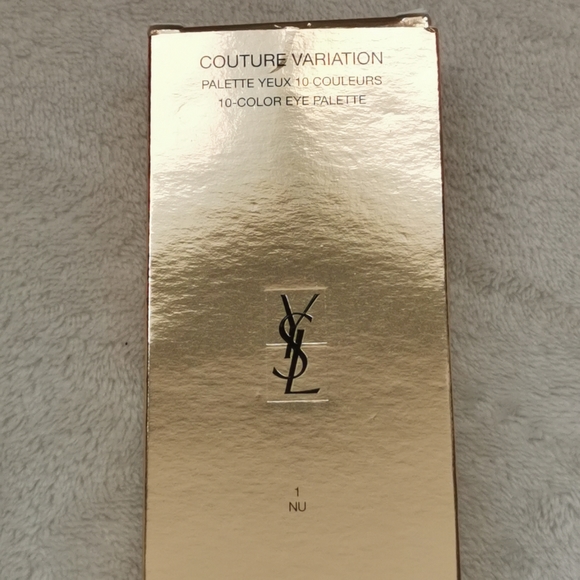 COUTURE VARIATION
PALETTE YEUX 10 COULEURS
10-COLOR EYE PALETTE
YSL
1
NU